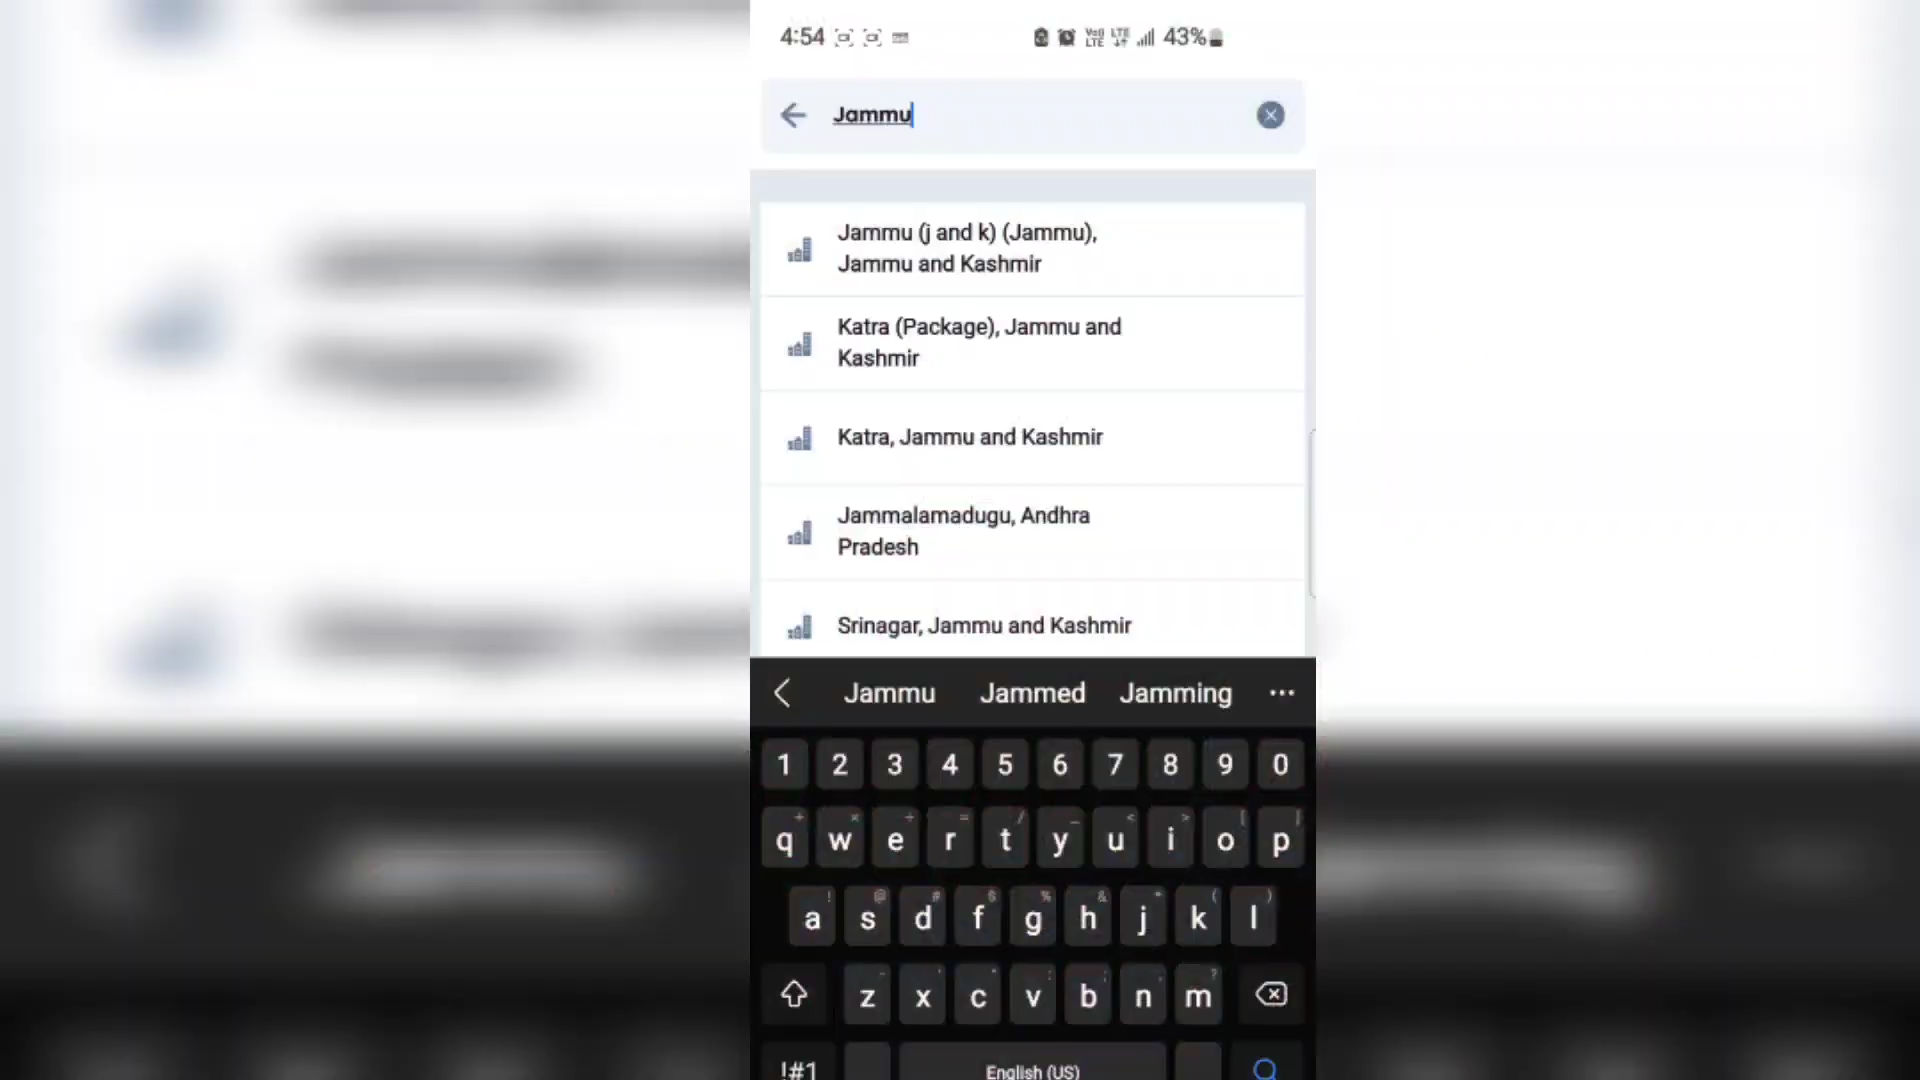 4:54 43%
Jammu
Jammu (j and k) (Jammu),
Jammu and Kashmir
Katra (Package), Jammu and
Kashmir
Katra, Jammu and Kashmir
Jammalamadugu, Andhra
Pradesh
Srinagar, Jammu and Kashmir
Jammu Jammed Jamming ...
1 2 3 4 5 6 7 8 9 0
q w e r t y u i o p
a s d f g h j k l
z x c v b n m
!#1 English (US)